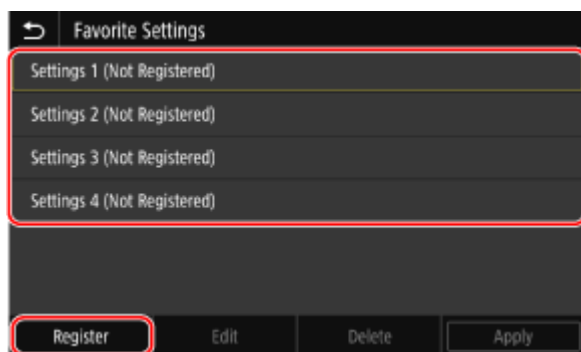 Favorite Settings
Settings 1 (Not Registered)
Settings 2 (Not Registered)
Settings 3 (Not Registered)
Settings 4 (Not Registered)
Register Edit Delete Apply